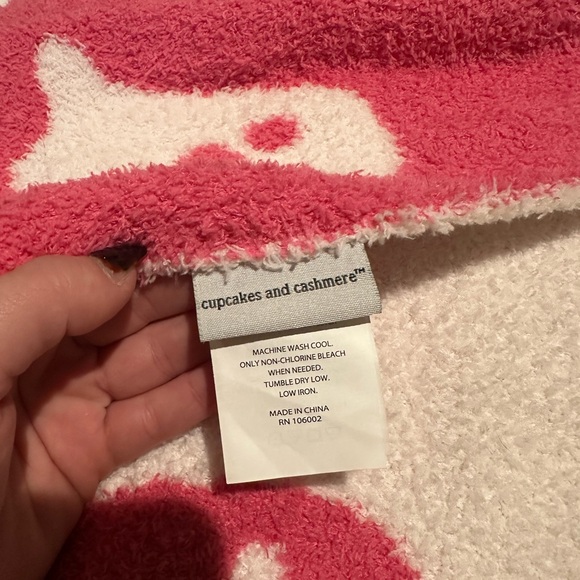 cupcakes and cashmere™
MACHINE WASH COOL.
ONLY NON-CHLORINE BLEACH
WHEN NEEDED.
TUMBLE DRY LOW.
LOW IRON.
MADE IN CHINA
RN 106002